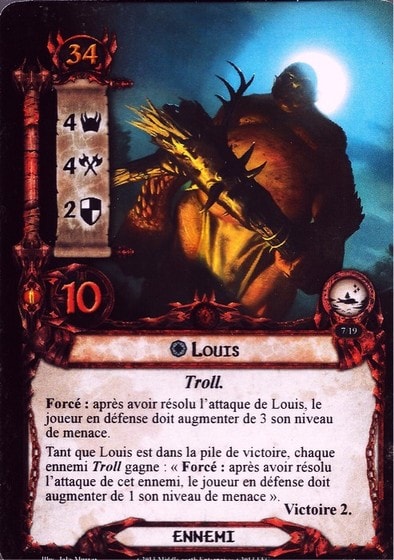 34
4
4
2
10
7/19
Louis
Troll.
Forcé : après avoir résolu l'attaque de Louis, le
joueur en défense doit augmenter de 3 son niveau
de menace.
Tant que Louis est dans la pile de victoire, chaque
ennemi Troll gagne : « Forcé : après avoir résolu
l'attaque de cet ennemi, le joueur en défense doit
augmenter de 1 son niveau de menace ».
Victoire 2.
ENNEMI